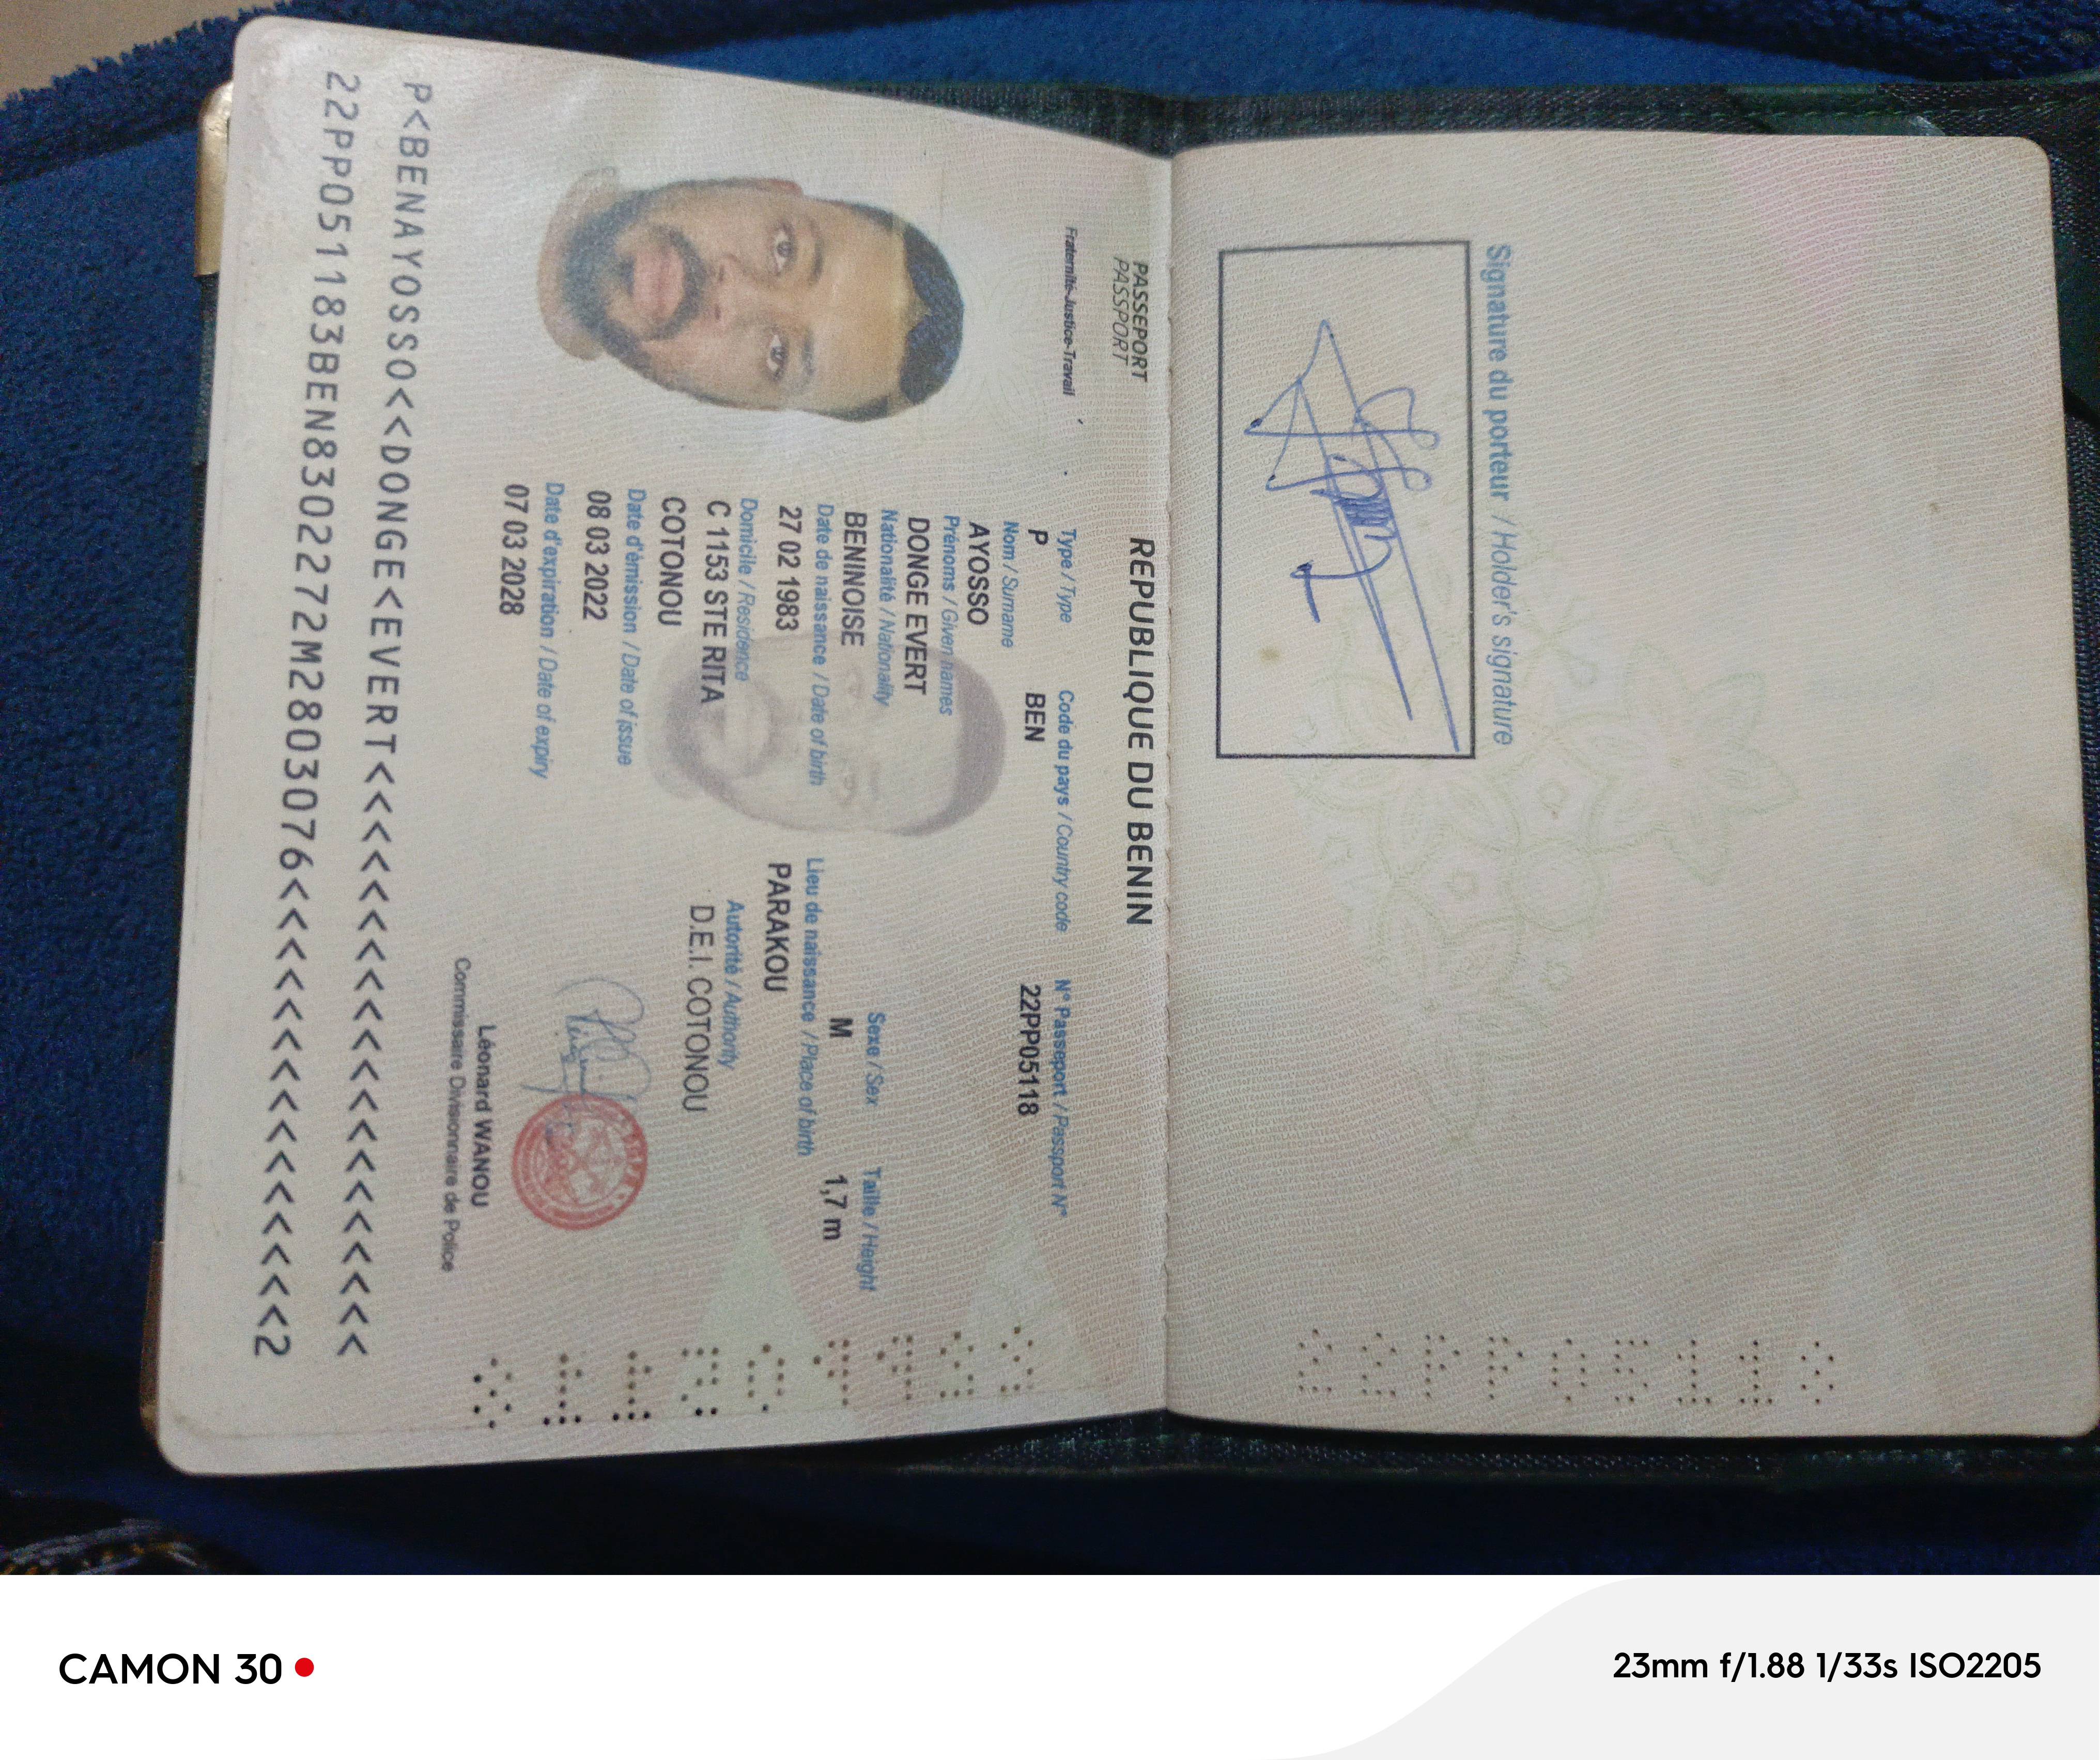 Signature du porteur / Holder's signature
REPUBLIQUE DU BENIN
PASSEPORT
PASSPORT
Fraternité-Justice-Travail
Type / Type
Code du pays / Country code
N° Passeport / Passport N°
P
BEN
22PP05118
Nom / Surname
AYOSSO
Prénoms / Given names
DONGE EVERT
Nationalité / Nationality
Sexe / Sex
Taille / Height
BENINOISE
M
1,7 m
Date de naissance / Date of birth
Lieu de naissance / Place of birth
27 02 1983
PARAKOU
Domicile / Residence
Autorité / Authority
C 1153 STE RITA
D.E.I. COTONOU
COTONOU
Date d'émission / Date of issue
08 03 2022
Date d'expiration / Date of expiry
07 03 2028
Léonard WANOU
Commissaire Divisionnaire de Police
P<BENAYOSSO<<DONGE<EVERT<<<<<<<<<<<<<<<<<<<<
22PP051183BEN8302272M2803076<<<<<<<<<<<<<<<2
22PP05118
22PP05118
CAMON 30
23mm f/1.88 1/33s ISO2205